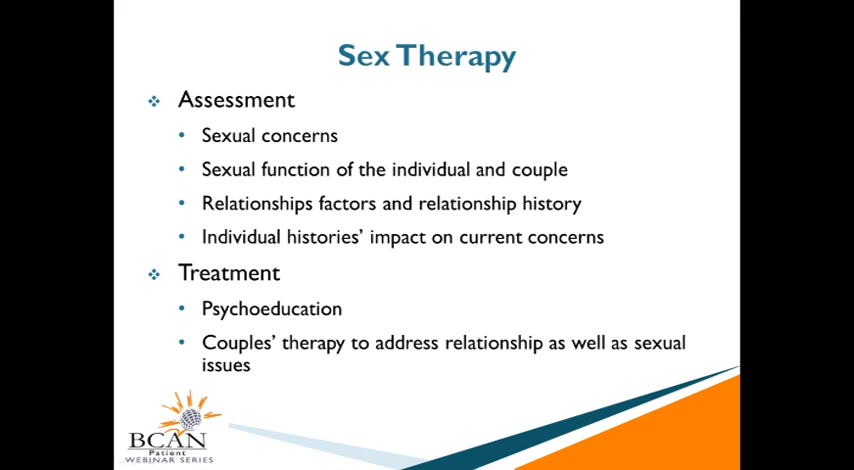 Sex Therapy
❖ Assessment
• Sexual concerns
• Sexual function of the individual and couple
• Relationships factors and relationship history
• Individual histories’ impact on current concerns
❖ Treatment
• Psychoeducation
• Couples’ therapy to address relationship as well as sexual
issues
BCAN
Patient
WEBINAR SERIES